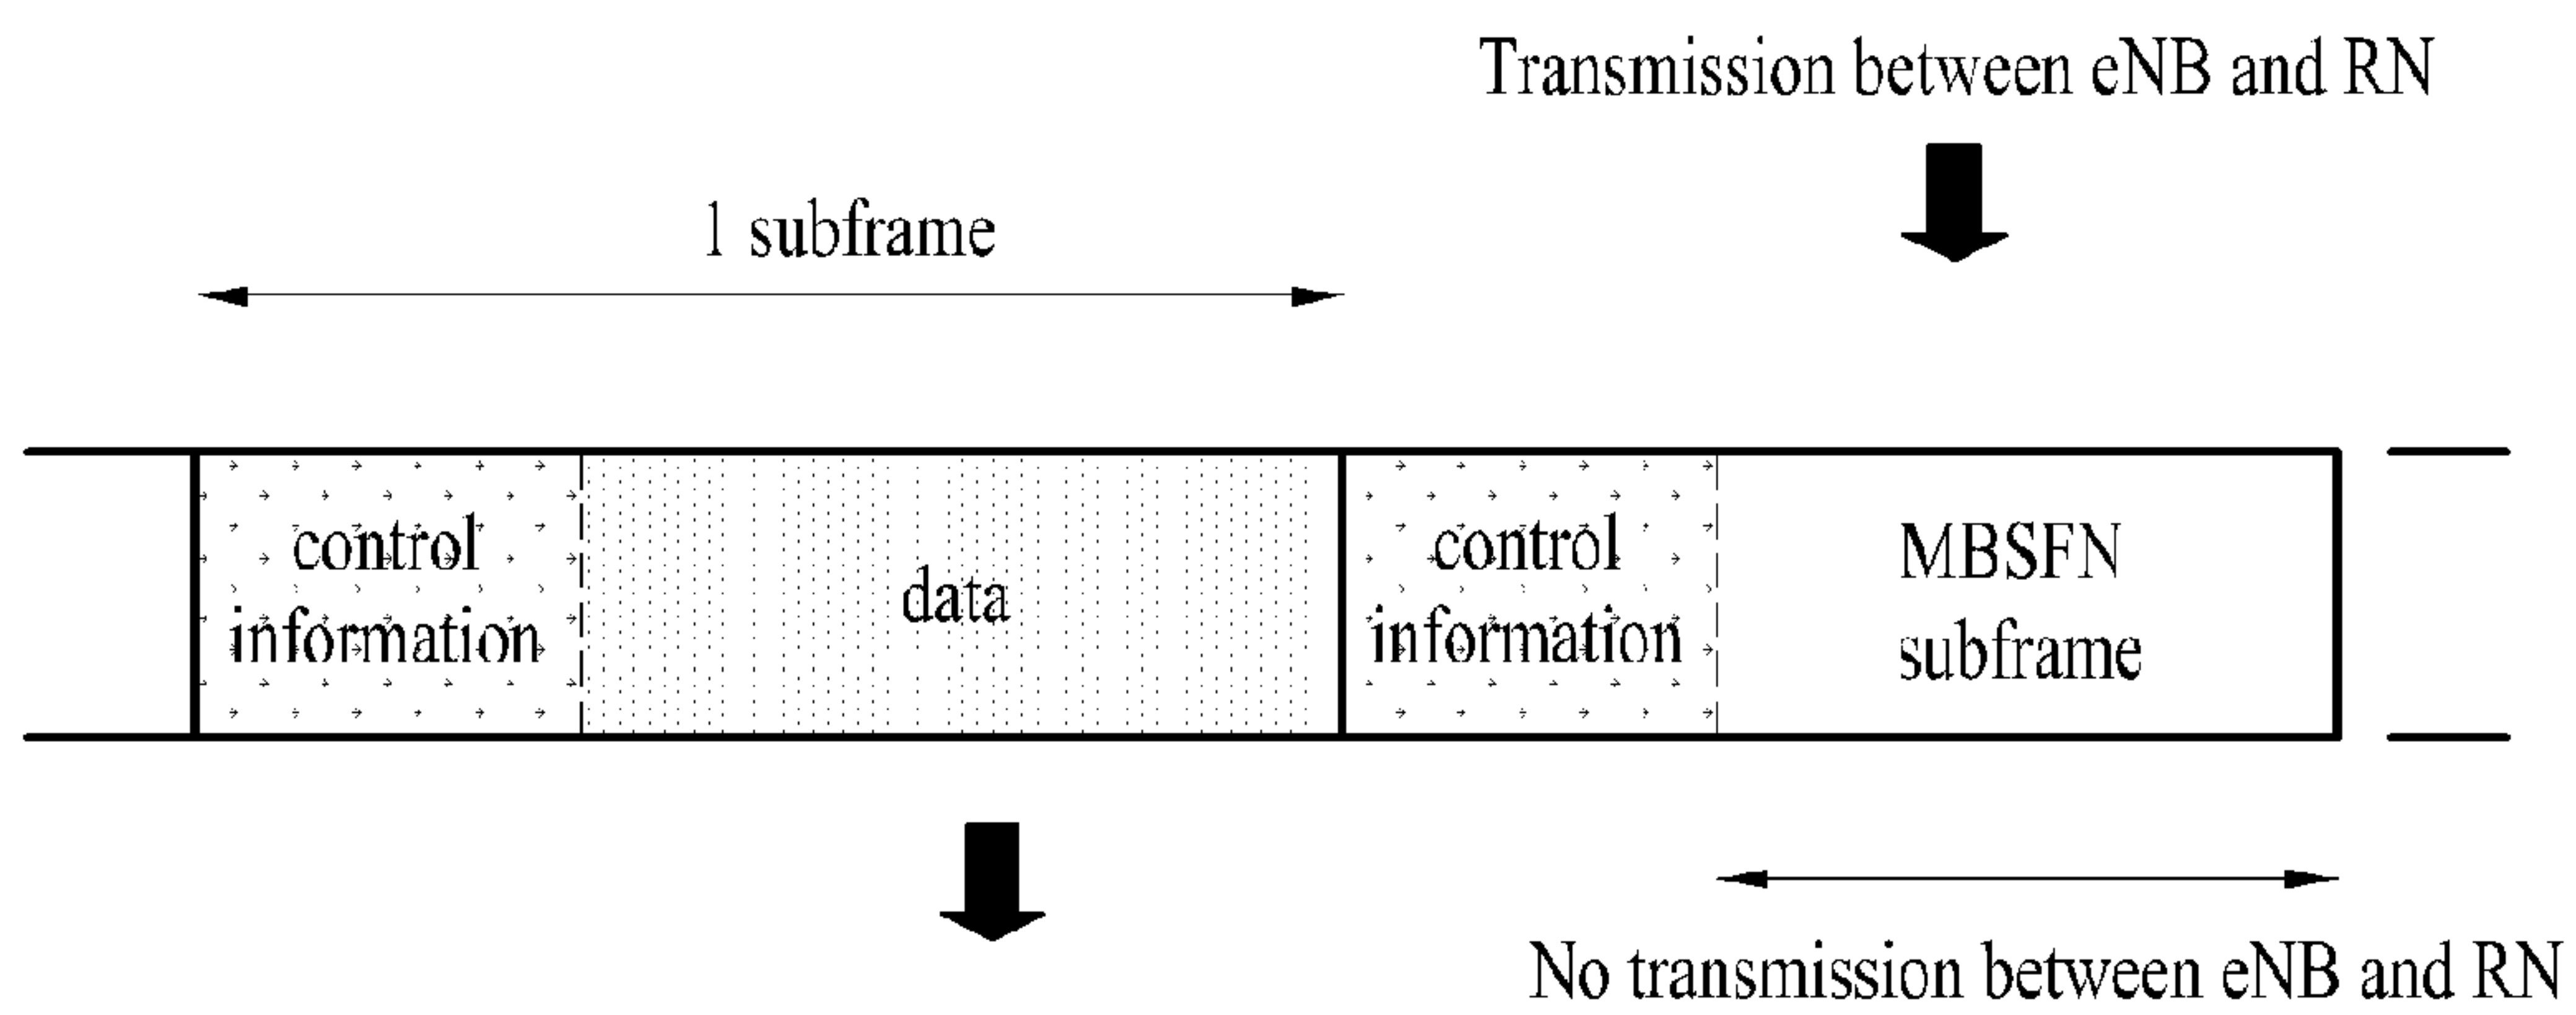 Transmission between eNB and RN
1 subframe
control
information
data
control
information
MBSFN
subframe
No transmission between eNB and RN